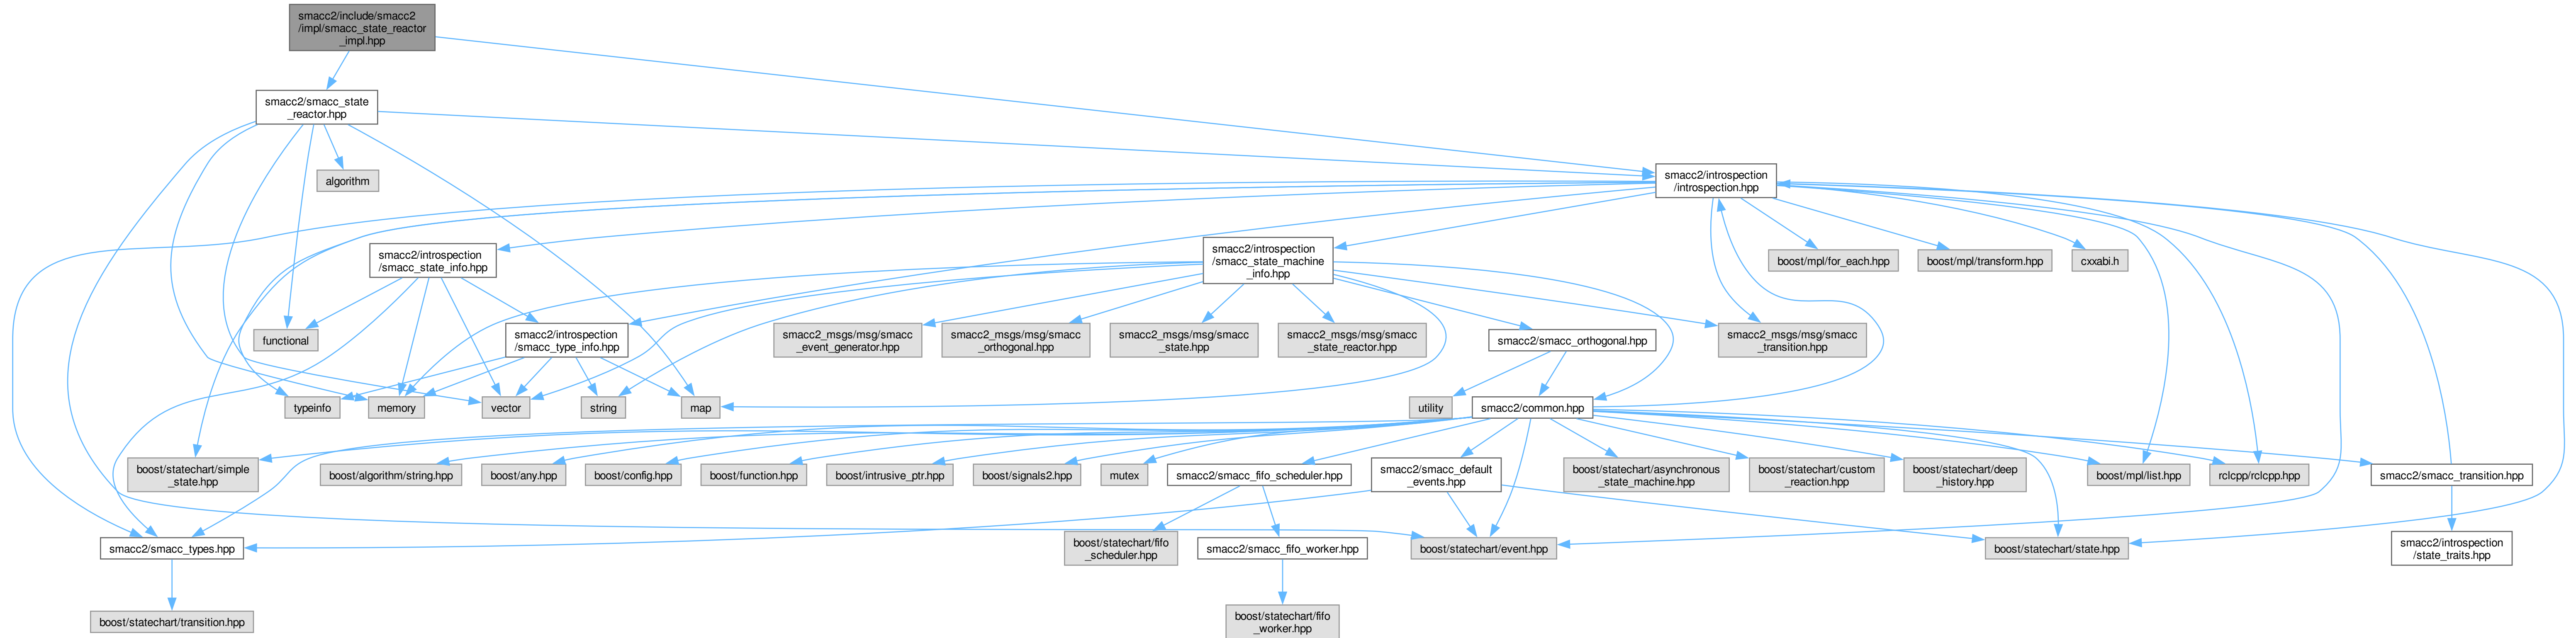 smacc2/include/smacc2
/impl/smacc_state_reactor
_impl.hpp
smacc2/smacc_state
_reactor.hpp
algorithm
smacc2/introspection
/introspection.hpp
smacc2/introspection
/smacc_state_info.hpp
smacc2/introspection
/smacc_state_machine
_info.hpp
boost/mpl/for_each.hpp
boost/mpl/transform.hpp
cxxabi.h
functional
smacc2/introspection
/smacc_type_info.hpp
smacc2_msgs/msg/smacc
_event_generator.hpp
smacc2_msgs/msg/smacc
_orthogonal.hpp
smacc2_msgs/msg/smacc
_state.hpp
smacc2_msgs/msg/smacc
_state_reactor.hpp
smacc2/smacc_orthogonal.hpp
smacc2_msgs/msg/smacc
_transition.hpp
typeinfo
memory
vector
string
map
utility
smacc2/common.hpp
boost/statechart/simple
_state.hpp
boost/algorithm/string.hpp
boost/any.hpp
boost/config.hpp
boost/function.hpp
boost/intrusive_ptr.hpp
boost/signals2.hpp
mutex
smacc2/smacc_fifo_scheduler.hpp
smacc2/smacc_default
_events.hpp
boost/statechart/asynchronous
_state_machine.hpp
boost/statechart/custom
_reaction.hpp
boost/statechart/deep
_history.hpp
boost/mpl/list.hpp
rclcpp/rclcpp.hpp
smacc2/smacc_transition.hpp
smacc2/smacc_types.hpp
boost/statechart/fifo
_scheduler.hpp
smacc2/smacc_fifo_worker.hpp
boost/statechart/event.hpp
boost/statechart/state.hpp
smacc2/introspection
/state_traits.hpp
boost/statechart/transition.hpp
boost/statechart/fifo
_worker.hpp